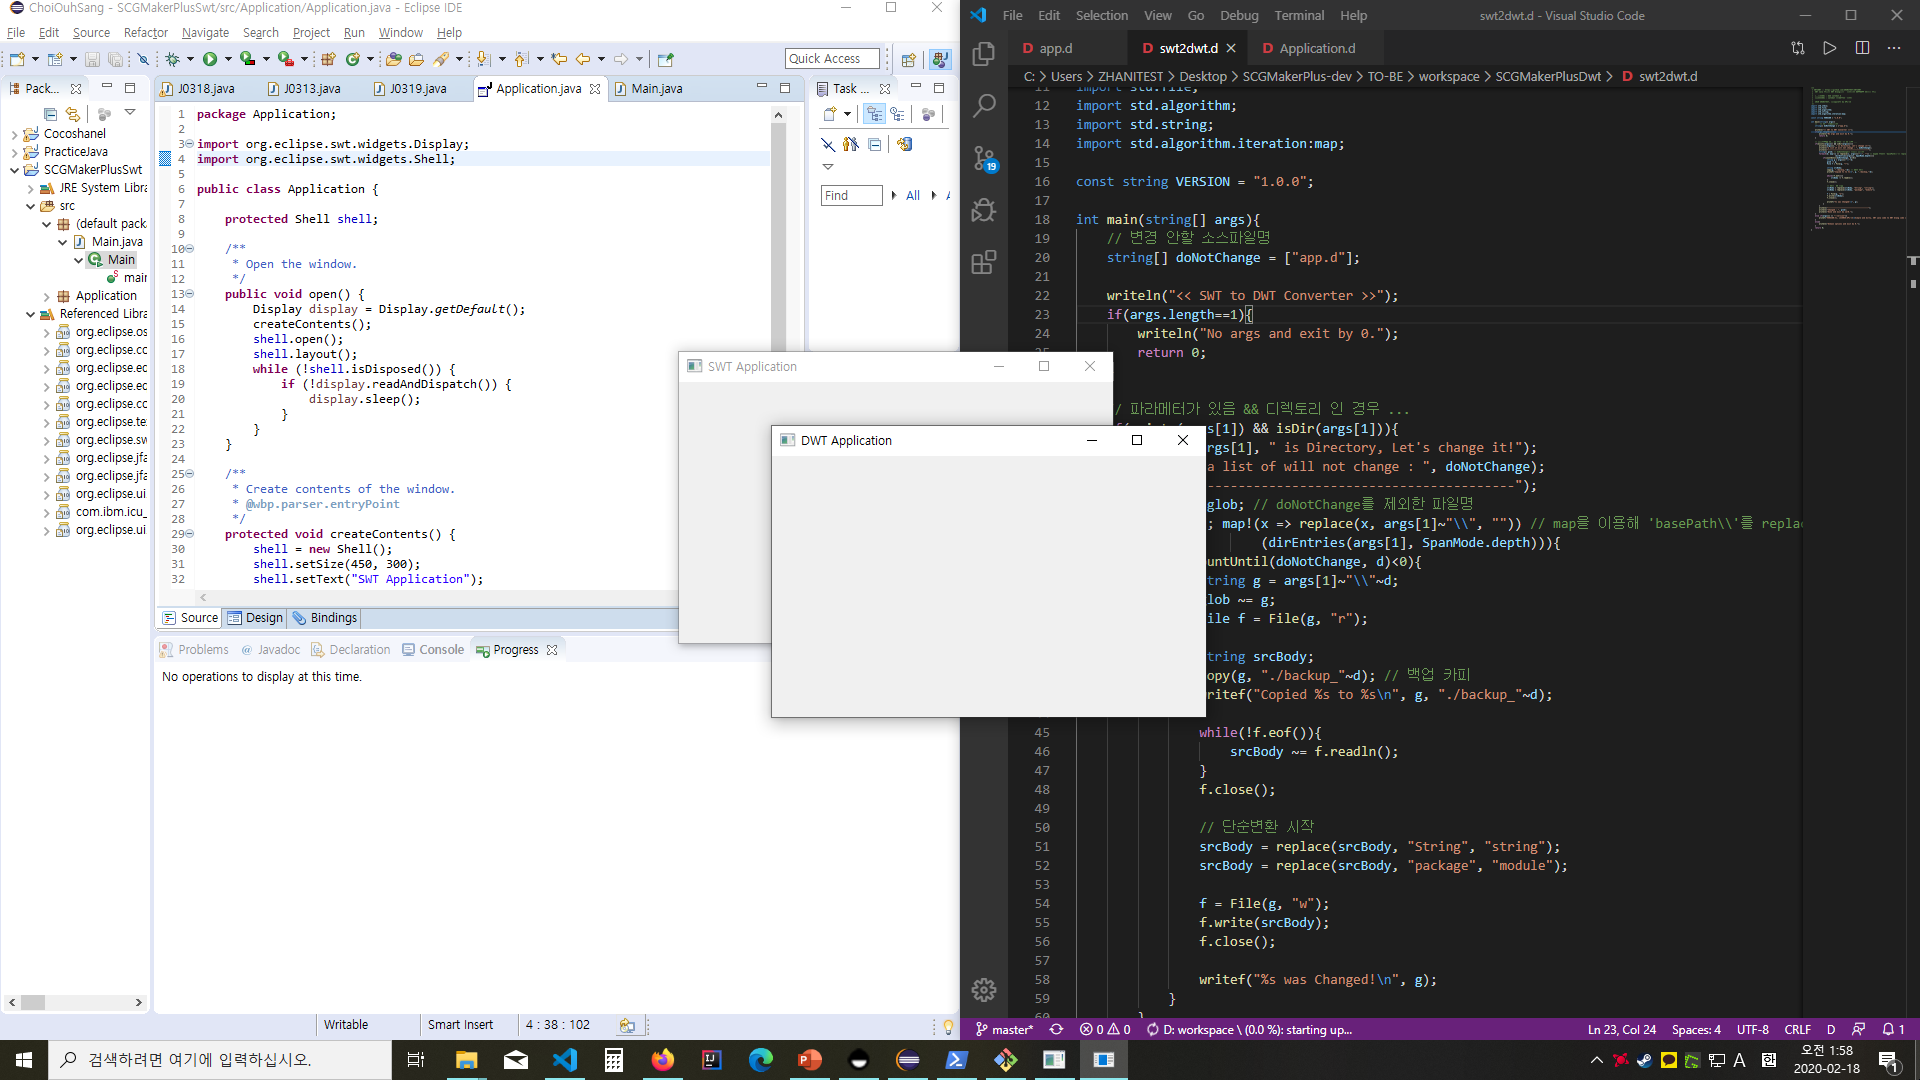 ChoiOuhSang - SCGMakerPlusSwt/src/Application/Application.java - Eclipse IDE
File Edit Source Refactor Navigate Search Project Run Window Help
Quick Access
Pack...
Cocoshanel
PracticeJava
SCGMakerPlusSwt
JRE System Libra
src
(default pack
Main.java
Main
main
Application
Referenced Libra
org.eclipse.os
org.eclipse.cc
org.eclipse.ec
org.eclipse.ec
org.eclipse.cc
org.eclipse.te
org.eclipse.sw
org.eclipse.jfa
org.eclipse.jfa
org.eclipse.ui
com.ibm.icu_
org.eclipse.ui
J0318.java J0313.java J0319.java Application.java Main.java
1 package Application;
2
3 import org.eclipse.swt.widgets.Display;
4 import org.eclipse.swt.widgets.Shell;
5
6 public class Application {
7
8 protected Shell shell;
9
10 /**
11 * Open the window.
12 */
13 public void open() {
14 Display display = Display.getDefault();
15 createContents();
16 shell.open();
17 shell.layout();
18 while (!shell.isDisposed()) {
19 if (!display.readAndDispatch()) {
20 display.sleep();
21 }
22 }
23 }
24
25 /**
26 * Create contents of the window.
27 * @wbp.parser.entryPoint
28 */
29 protected void createContents() {
30 shell = new Shell();
31 shell.setSize(450, 300);
32 shell.setText("SWT Application");
Source Design Bindings
Task ...
Find All
Problems Javadoc Declaration Console Progress
No operations to display at this time.
Writable Smart Insert 4 : 38 : 102
SWT Application
DWT Application
File Edit Selection View Go Debug Terminal Help
swt2dwt.d - Visual Studio Code
app.d swt2dwt.d Application.d
C: > Users > ZHANITEST > Desktop > SCGMakerPlus-dev > TO-BE > workspace > SCGMakerPlusDwt > swt2dwt.d
19
11 import std.file;
12 import std.algorithm;
13 import std.string;
14 import std.algorithm.iteration:map;
15
16 const string VERSION = "1.0.0";
17
18 int main(string[] args){
19 // 변경 안할 소스파일명
20 string[] doNotChange = ["app.d"];
21
22 writeln("<< SWT to DWT Converter >>");
23 if(args.length==1){
24 writeln("No args and exit by 0.");
25 return 0;
/ 파라메터가 있음 && 디렉토리 인 경우 ...
s[1]) && isDir(args[1])){
rgs[1], " is Directory, Let's change it!");
a list of will not change : ", doNotChange);
----------------------------------------");
glob; // doNotChange를 제외한 파일명
; map!(x => replace(x, args[1]~"\\", "")) // map을 이용해 'basePath\\'를 replac
(dirEntries(args[1], SpanMode.depth))){
untUntil(doNotChange, d)<0){
tring g = args[1]~"\\"~d;
lob ~= g;
ile f = File(g, "r");
tring srcBody;
opy(g, "./backup_"~d); // 백업 카피
ritef("Copied %s to %s\n", g, "./backup_"~d);
45 while(!f.eof()){
46 srcBody ~= f.readln();
47 }
48 f.close();
49
50 // 단순변환 시작
51 srcBody = replace(srcBody, "String", "string");
52 srcBody = replace(srcBody, "package", "module");
53
54 f = File(g, "w");
55 f.write(srcBody);
56 f.close();
57
58 writef("%s was Changed!\n", g);
59 }
60
master* 0 0 D: workspace \ (0.0 %): starting up...
Ln 23, Col 24 Spaces: 4 UTF-8 CRLF D 1
검색하려면 여기에 입력하십시오.
A 한
오전 1:58
2020-02-18
1